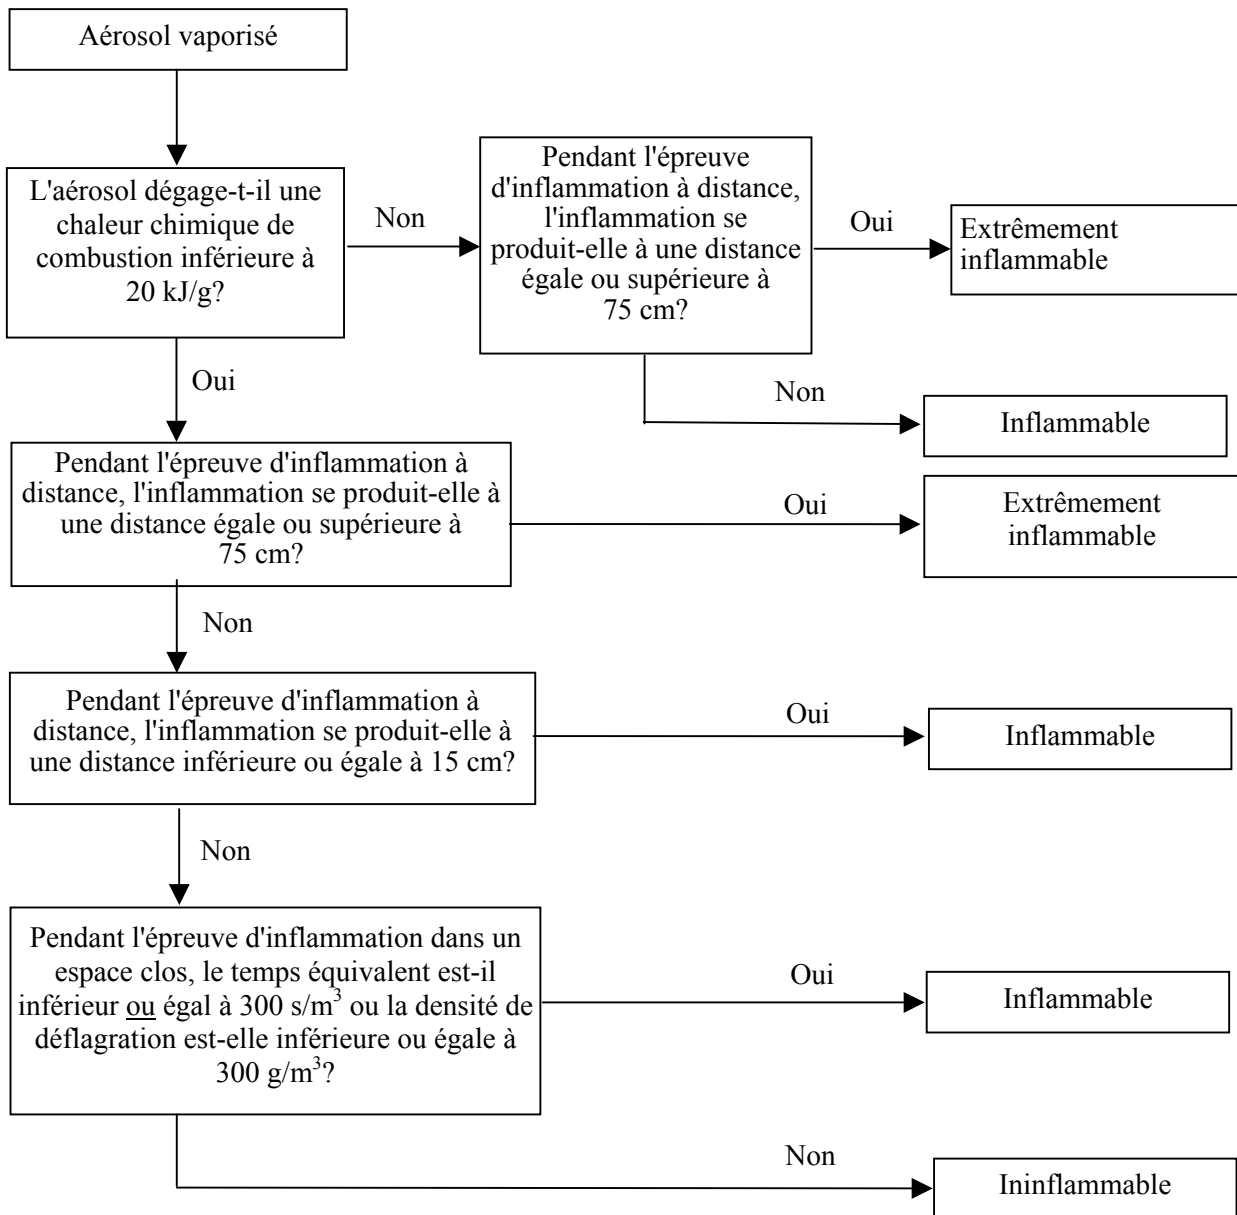 Aérosol vaporisé
L'aérosol dégage-t-il une
chaleur chimique de
combustion inférieure à
20 kJ/g?
Non
Pendant l'épreuve
d'inflammation à distance,
l'inflammation se
produit-elle à une distance
égale ou supérieure à
75 cm?
Oui
Extrêmement
inflammable
Oui
Non
Inflammable
Pendant l'épreuve d'inflammation à
distance, l'inflammation se produit-elle à
une distance égale ou supérieure à
75 cm?
Oui
Extrêmement
inflammable
Non
Pendant l'épreuve d'inflammation à
distance, l'inflammation se produit-elle à
une distance inférieure ou égale à 15 cm?
Oui
Inflammable
Non
Pendant l'épreuve d'inflammation dans un
espace clos, le temps équivalent est-il
inférieur ou égal à 300 s/m³ ou la densité de
déflagration est-elle inférieure ou égale à
300 g/m³?
Oui
Inflammable
Non
Ininflammable